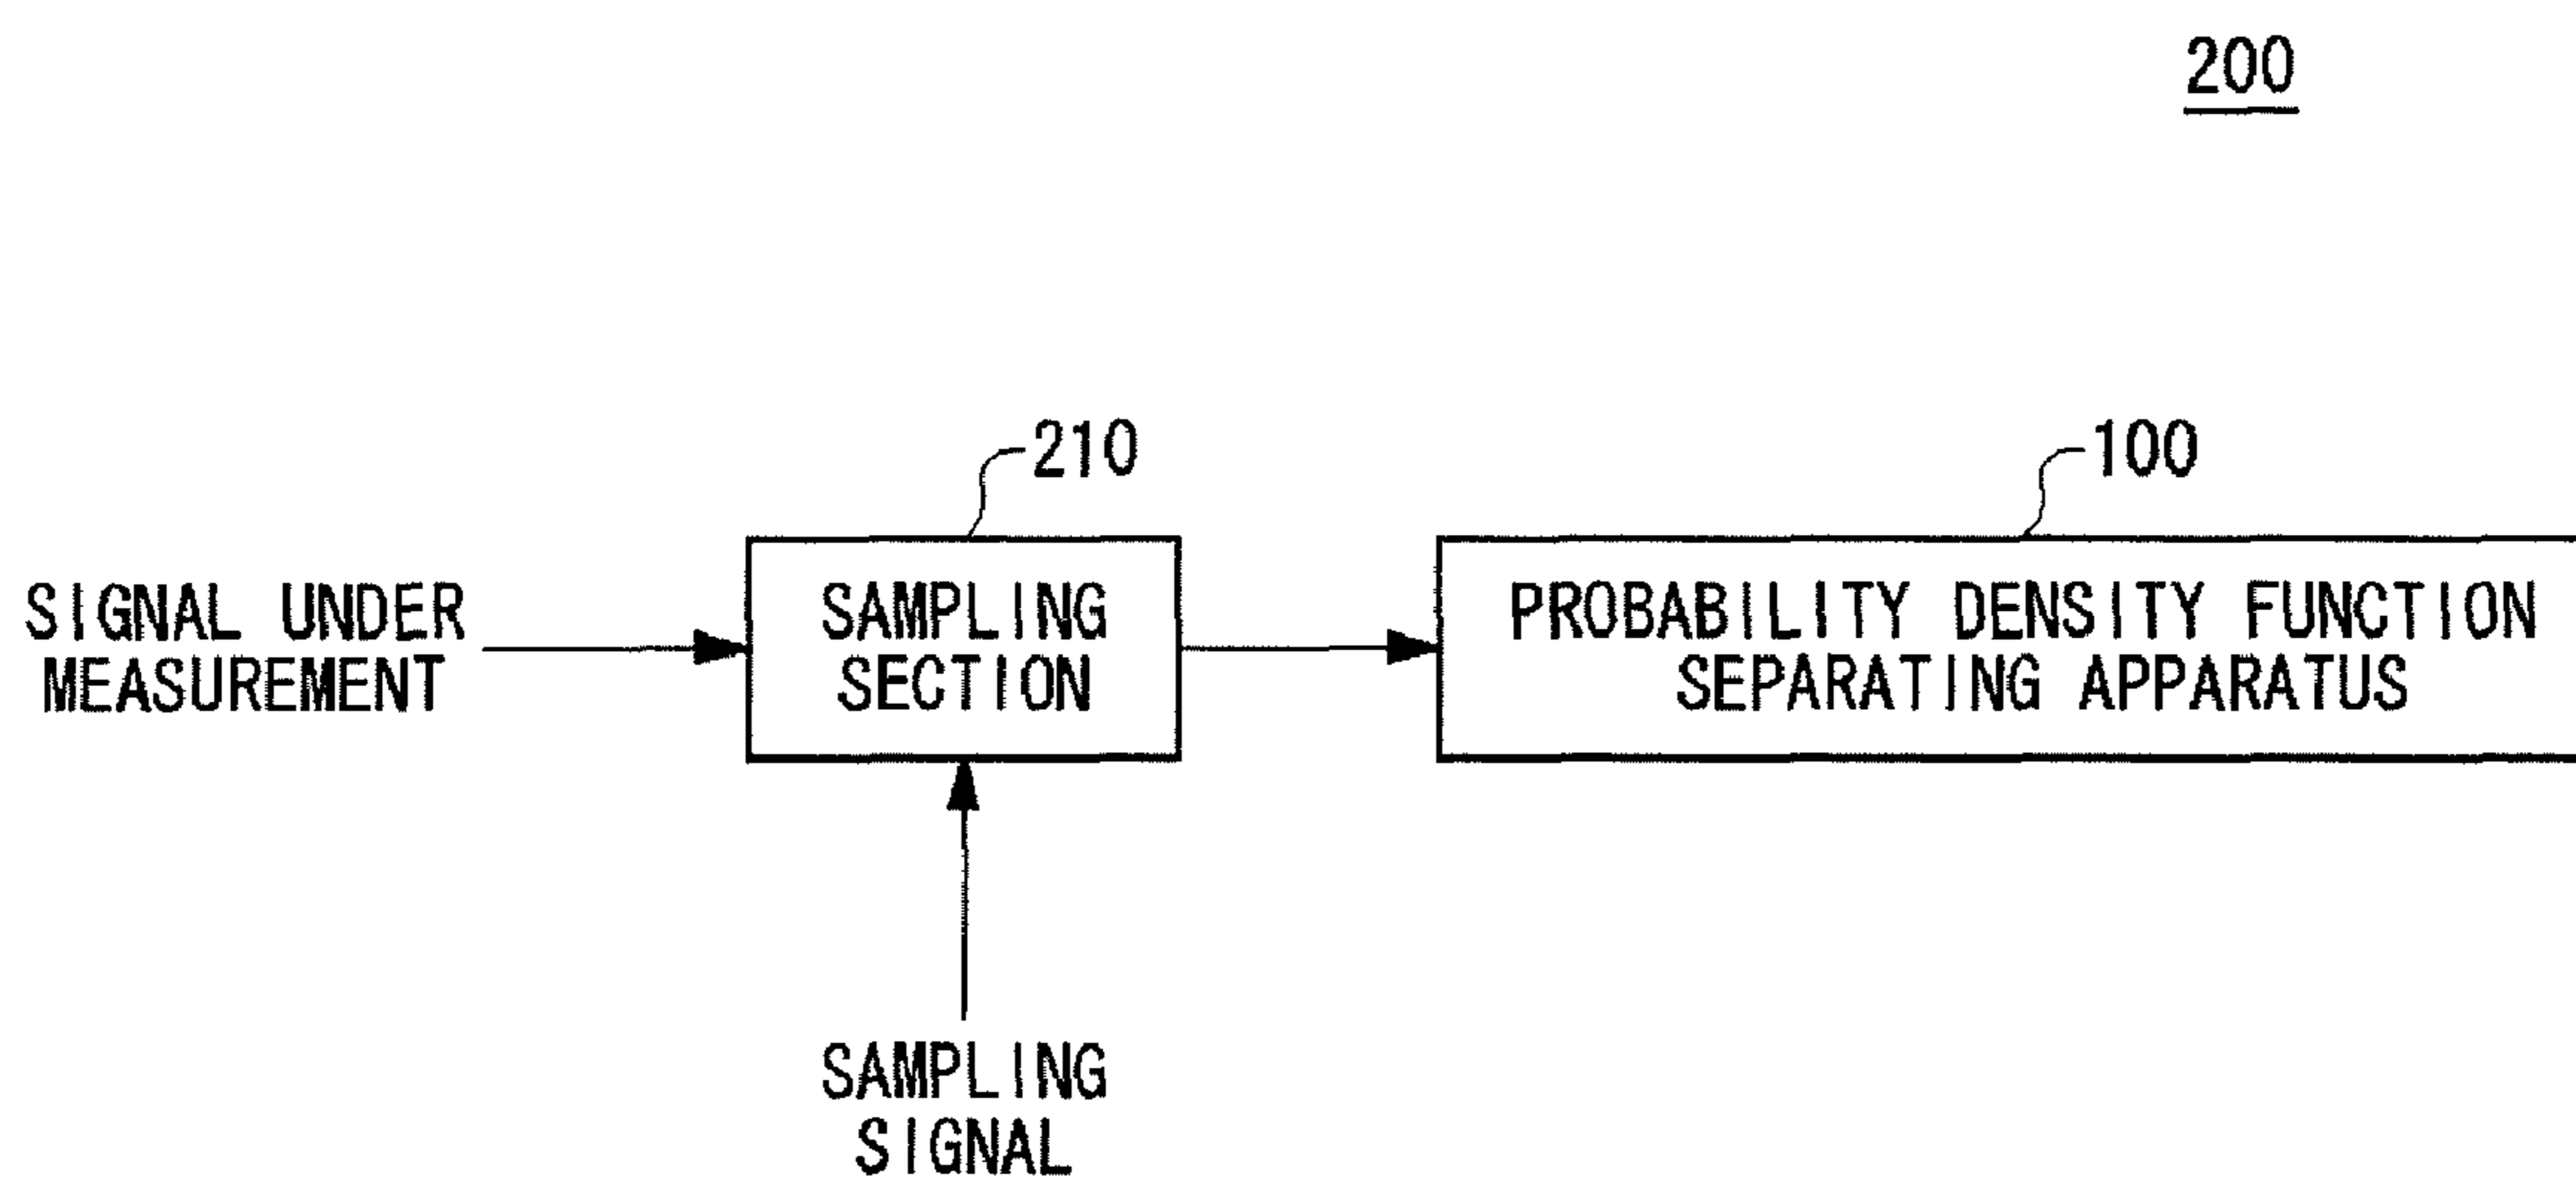 200
210
100
SIGNAL UNDER
MEASUREMENT
SAMPLING
SECTION
PROBABILITY DENSITY FUNCTION
SEPARATING APPARATUS
SAMPLING
SIGNAL